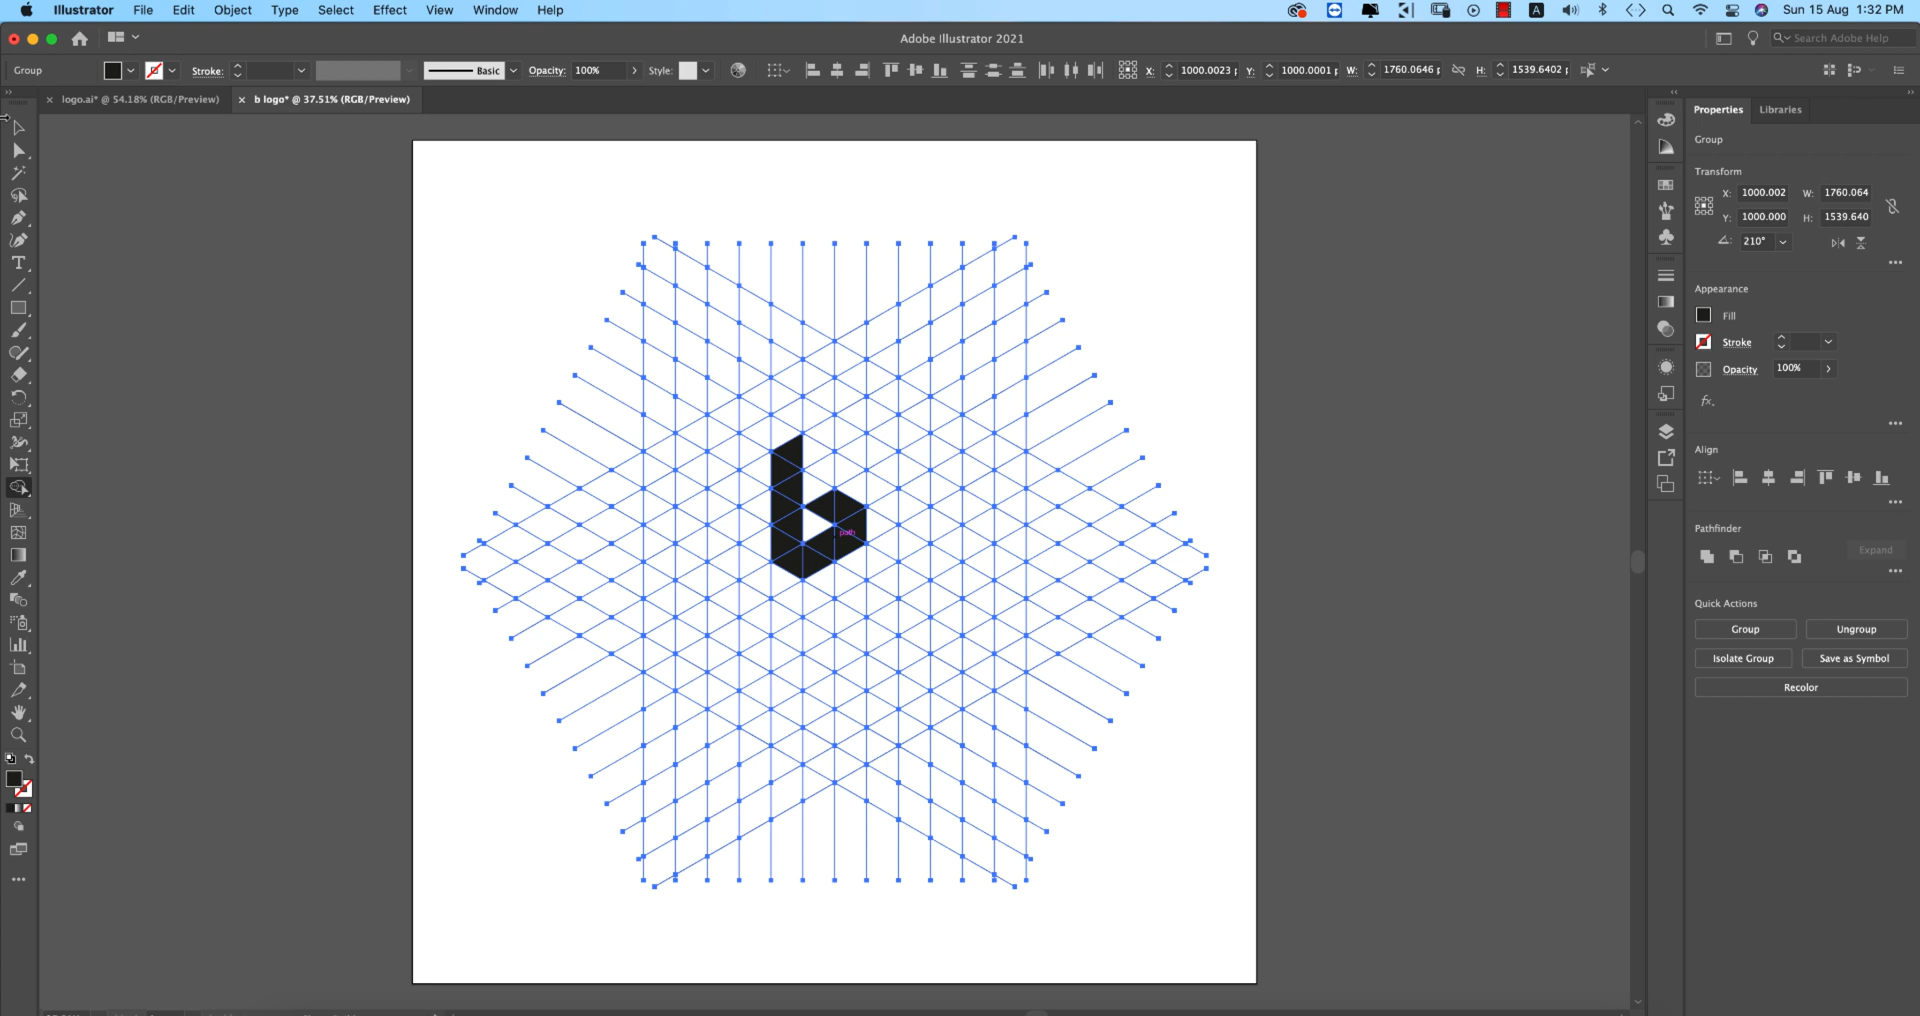 Illustrator File Edit Object Type Select Effect View Window Help
A Sun 15 Aug 1:32 PM
Adobe Illustrator 2021
Search Adobe Help
Group Stroke: Basic Opacity: 100% Style: X: 1000.0023 p Y: 1000.0001 p W: 1760.0646 p H: 1539.6402 p
logo.ai* @ 54.18% (RGB/Preview)
b logo* @ 37.51% (RGB/Preview)
Properties Libraries
Group
Transform
X: 1000.002 W: 1760.064
Y: 1000.000 H: 1539.640
210°
Appearance
Fill
Stroke
Opacity 100%
fx.
Align
path
Pathfinder
Expand
Quick Actions
Group Ungroup
Isolate Group Save as Symbol
Recolor